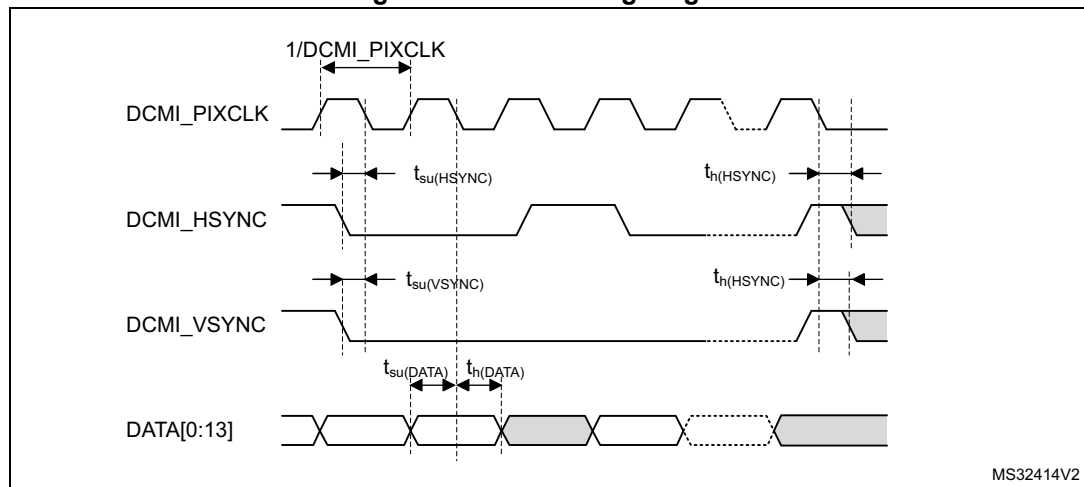 1/DCMI_PIXCLK
DCMI_PIXCLK
tsu(HSYNC)
th(HSYNC)
DCMI_HSYNC
tsu(VSYNC)
th(HSYNC)
DCMI_VSYNC
tsu(DATA)
th(DATA)
DATA[0:13]
MS32414V2